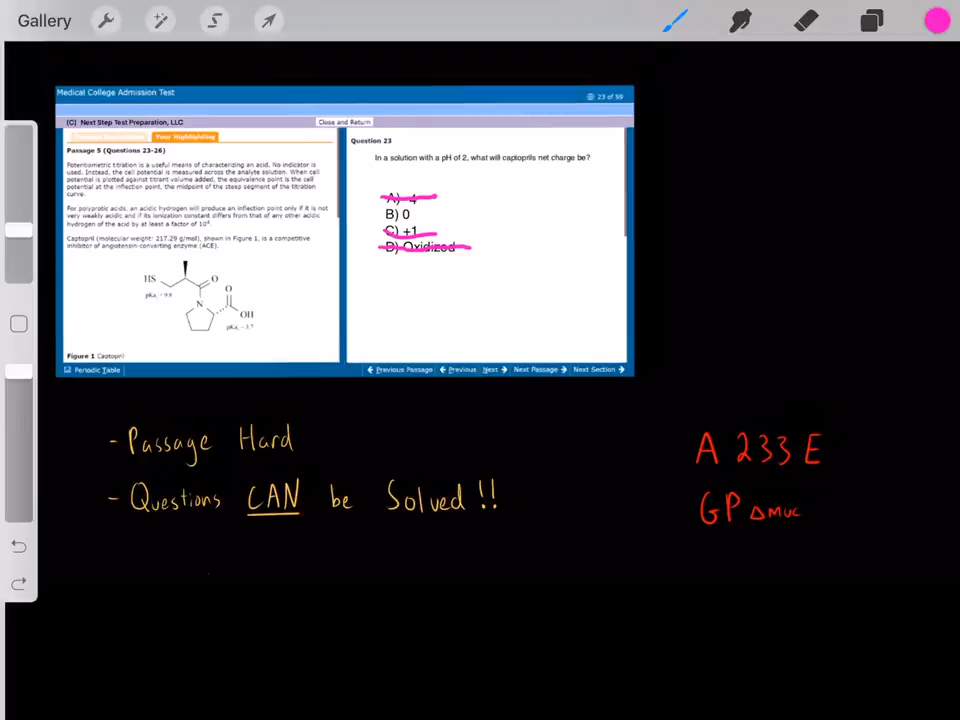 Gallery
Medical College Admission Test
23 of 59
(C) Next Step Test Preparation, LLC
Close and Return
Your Highlighting
Passage 5 (Questions 23-26)
Potentiometric titration is a useful means of characterizing an acid. No indicator is
used. Instead, the cell potential is measured across the analyte solution. When cell
potential is plotted against titrant volume added, the equivalence point is the cell
potential at the inflection point, the midpoint of the steep segment of the titration
curve.
For polyprotic acids, an acidic hydrogen will produce an inflection point only if it is not
very weakly acidic and if its ionization constant differs from that of any other acidic
hydrogen of the acid by at least a factor of 10⁴.
Captopril (molecular weight: 217.29 g/mol), shown in Figure 1, is a competitive
inhibitor of angiotensin-converting enzyme (ACE).
HS
O
O
pKa, = 9.8
N
OH
pKa, = 3.7
Figure 1 Captopril
Question 23
In a solution with a pH of 2, what will captoprils net charge be?
A) -4
B) 0
C) +1
D) Oxidized
Periodic Table
Previous Passage
Previous
Next
Next Passage
Next Section
- Passage Hard
- Questions CAN be Solved !!
A 233 E
GP ΔMUC